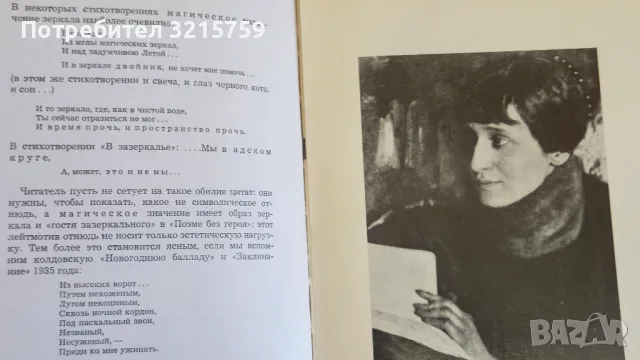 В некоторых стихотворениях магическое
чение зеркала наиболее очевидно
Потребител 3215759
Из мглы магических зеркал,
И над задумчивою Летой...
И в зеркале двойник, не хочет мне помочь...
(в этом же стихотворении и свеча, и глаз черного кота,
и сон...)
И то зеркало, где, как в чистой воде,
Ты сейчас отразиться не мог...
И время прочь, и пространство прочь.
В стихотворении «В зазеркалье»: ....Мы в адском
круге,
А, может, это и не мы...
Читатель пусть не сетует на такое обилие цитат: они
нужны, чтобы показать, какое не символическое от-
нюдь, а магическое значение имеет образ зер-
кала и «гостя зазеркального» в «Поэме без героя»; этот
лейтмотив отнюдь не носит только эстетическую нагруз-
ку. Тем более это становится ясным, если мы вспом-
ним колдовскую «Новогоднюю балладу» и «Заклина-
ние» 1935 года:
Из высоких ворот...
Путем нехоженым,
Лугом некошеным,
Сквозь ночной кордон,
Под пасхальный звон,
Незваный,
Несуженый, —
Приди ко мне ужинать.
BAZAR
bg